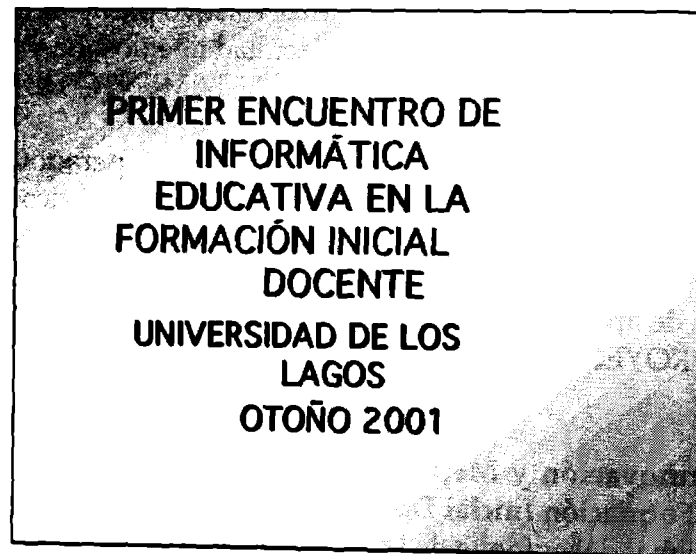 PRIMER ENCUENTRO DE
INFORMÁTICA
EDUCATIVA EN LA
FORMACIÓN INICIAL
DOCENTE
UNIVERSIDAD DE LOS
LAGOS
OTOÑO 2001